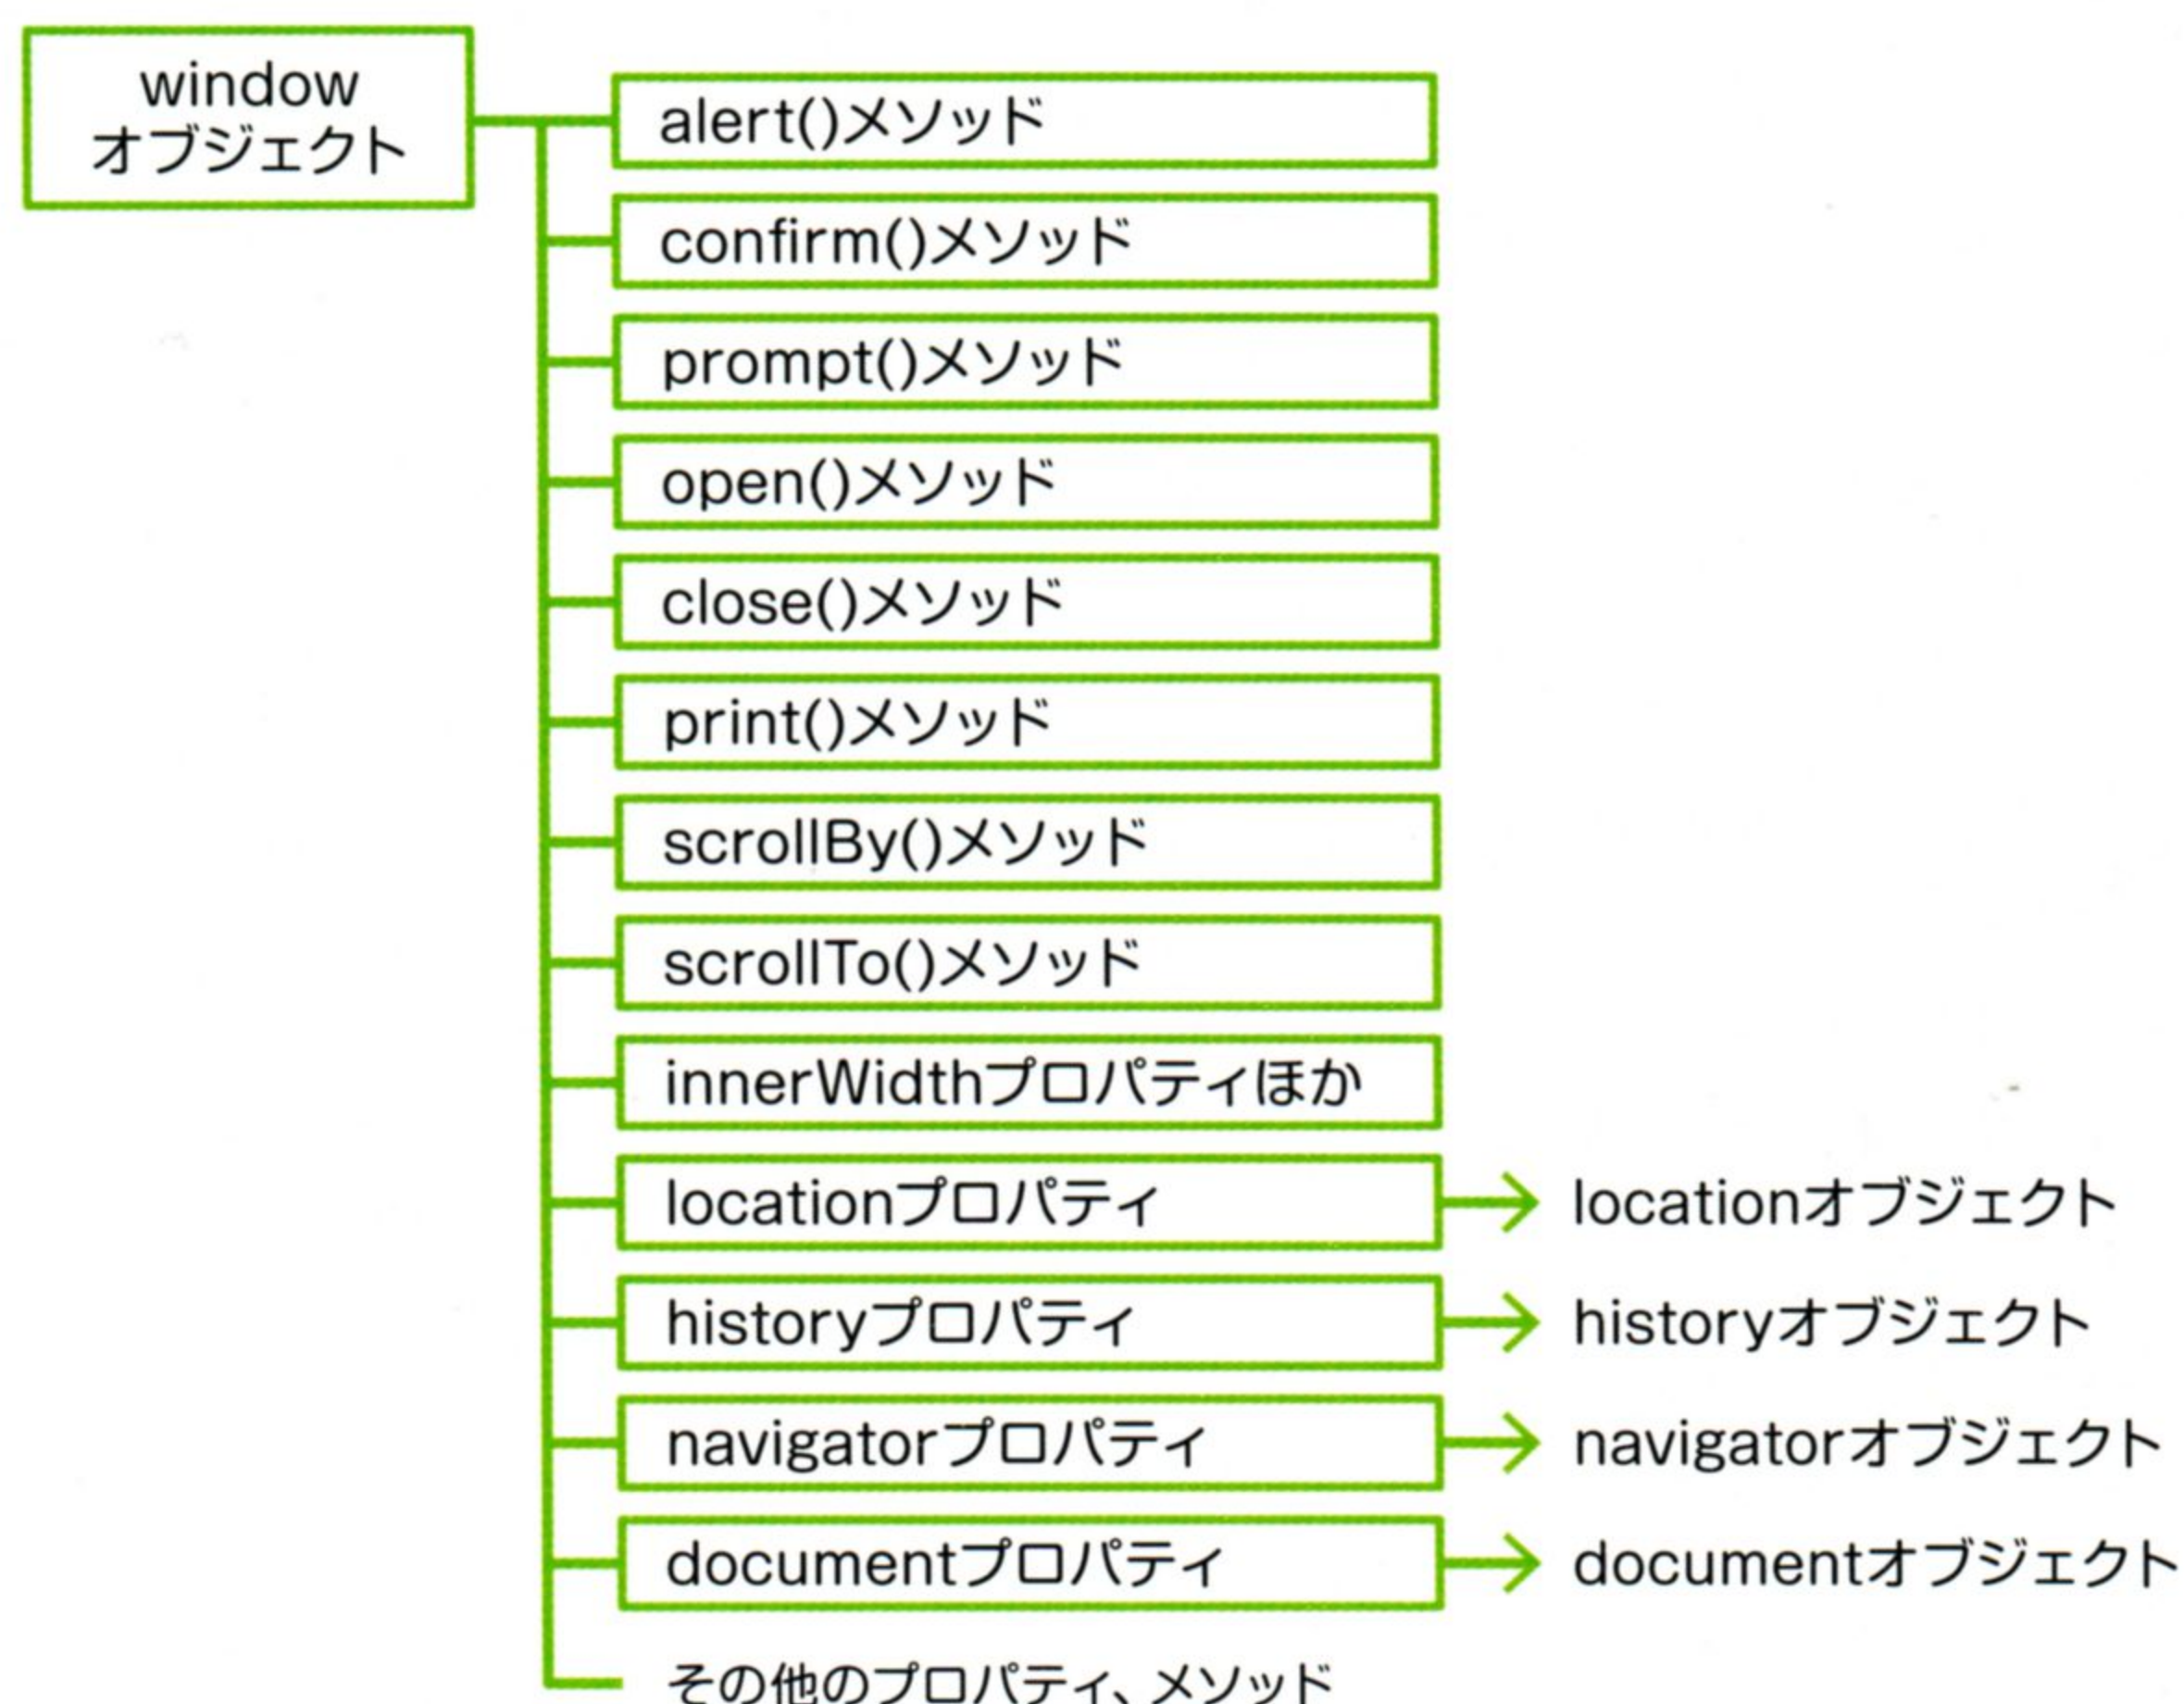 window
オブジェクト
alert()メソッド
confirm()メソッド
prompt()メソッド
open()メソッド
close()メソッド
print()メソッド
scrollBy()メソッド
scrollTo()メソッド
innerWidthプロパティほか
locationプロパティ
locationオブジェクト
historyプロパティ
historyオブジェクト
navigatorプロパティ
navigatorオブジェクト
documentプロパティ
documentオブジェクト
その他のプロパティ、メソッド